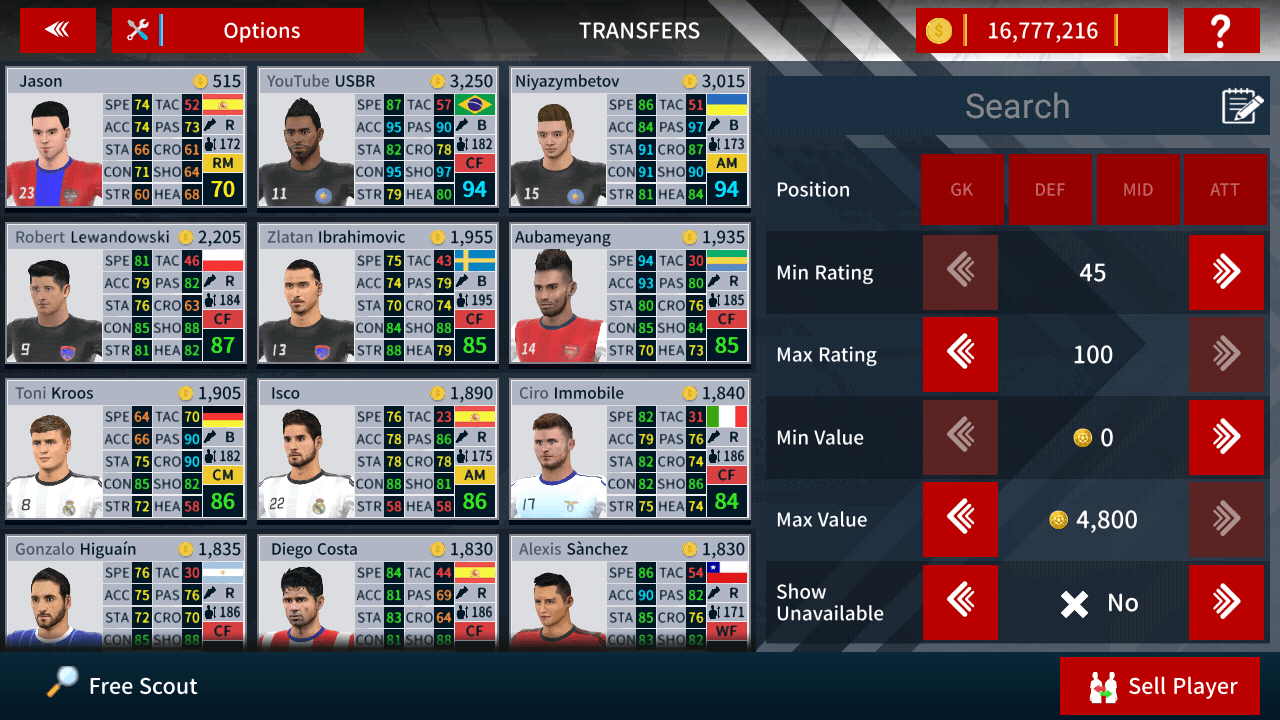 Options
TRANSFERS
16,777,216
?
Jason 515
SPE 74 TAC 52
ACC 74 PAS 73 R
STA 66 CRO 61 172
CON 71 SHO 64 RM
STR 60 HEA 68 70
23
YouTube USBR 3,250
SPE 87 TAC 57
ACC 95 PAS 90 B
STA 82 CRO 78 182
CON 95 SHO 97 CF
STR 79 HEA 80 94
11
Niyazymbetov 3,015
SPE 86 TAC 51
ACC 84 PAS 97 B
STA 91 CRO 87 173
CON 91 SHO 90 AM
STR 81 HEA 84 94
15
Robert Lewandowski 2,205
SPE 81 TAC 46
ACC 79 PAS 82 R
STA 76 CRO 63 184
CON 85 SHO 88 CF
STR 81 HEA 82 87
9
Zlatan Ibrahimovic 1,955
SPE 75 TAC 43
ACC 74 PAS 79 B
STA 70 CRO 74 195
CON 84 SHO 88 CF
STR 88 HEA 79 85
13
Aubameyang 1,935
SPE 94 TAC 30
ACC 93 PAS 80 R
STA 80 CRO 76 185
CON 85 SHO 84 CF
STR 70 HEA 73 85
14
Toni Kroos 1,905
SPE 64 TAC 70
ACC 66 PAS 90 B
STA 75 CRO 90 182
CON 85 SHO 82 CM
STR 72 HEA 58 86
8
Isco 1,890
SPE 76 TAC 23
ACC 78 PAS 86 R
STA 78 CRO 78 175
CON 88 SHO 81 AM
STR 58 HEA 58 86
22
Ciro Immobile 1,840
SPE 82 TAC 31
ACC 79 PAS 76 R
STA 82 CRO 74 186
CON 82 SHO 86 CF
STR 75 HEA 74 84
17
Gonzalo Higuaín 1,835
SPE 76 TAC 30
ACC 75 PAS 76 R
STA 72 CRO 70 186
CON 85 SHO 88 CF
Diego Costa 1,830
SPE 84 TAC 44
ACC 81 PAS 69 R
STA 83 CRO 64 186
CON 81 SHO 88 CF
Alexis Sànchez 1,830
SPE 86 TAC 54
ACC 90 PAS 82 R
STA 85 CRO 76 171
CON 83 SHO 82 WF
Search
Position GK DEF MID ATT
Min Rating 45
Max Rating 100
Min Value 0
Max Value 4,800
Show
Unavailable No
Free Scout
Sell Player